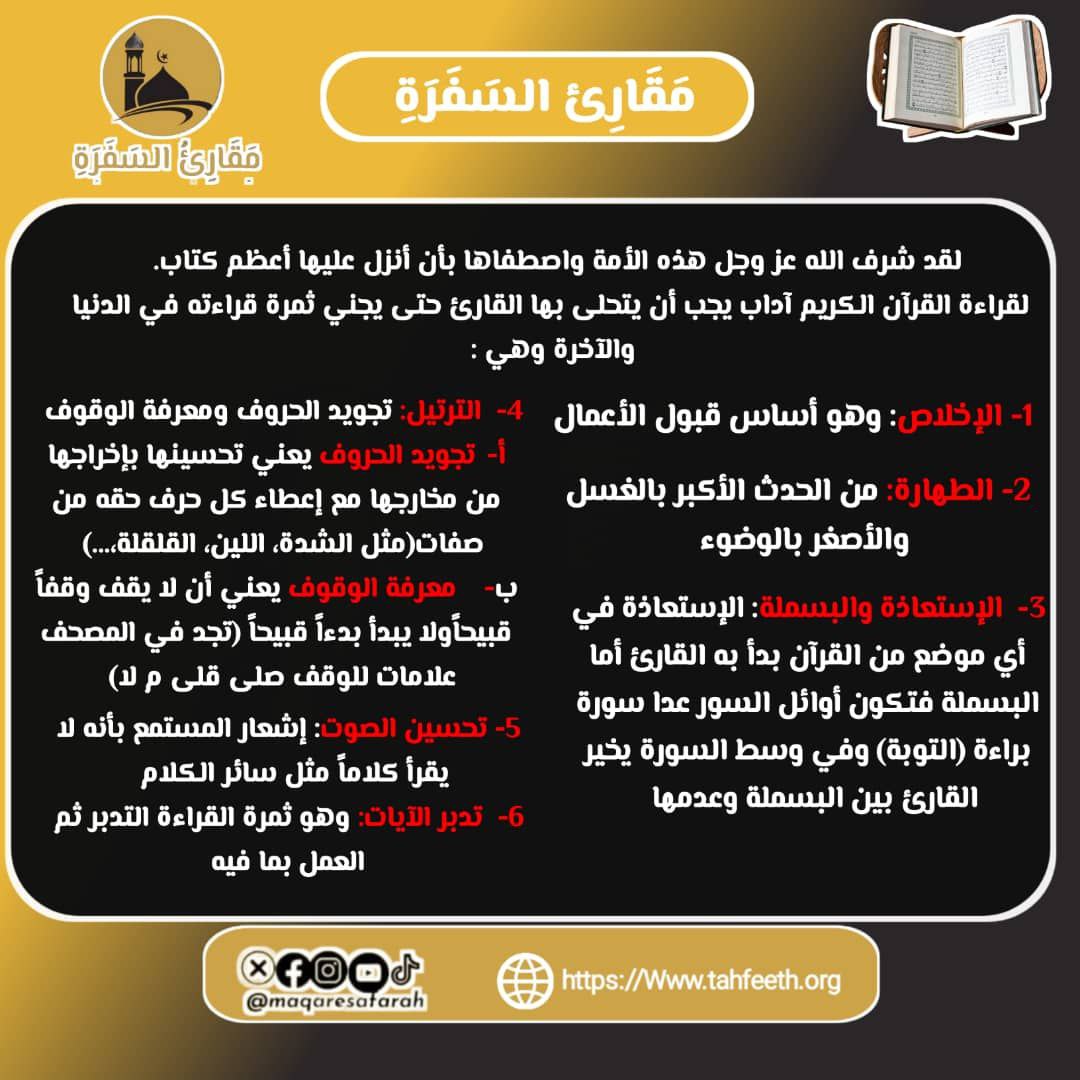 مَقَارِئ السَفَرَةِ
مَقَارِئُ السَفَرَةِ
لقد شرف الله عز وجل هذه الأمة واصطفاها بأن أنزل عليها أعظم كتاب.
لقراءة القرآن الكريم آداب يجب أن يتحلى بها القارئ حتى يجني ثمرة قراءته في الدنيا
والآخرة وهي :
1- الإخلاص: وهو أساس قبول الأعمال
2- الطهارة: من الحدث الأكبر بالغسل
والأصغر بالوضوء
3- الإستعاذة والبسملة: الإستعاذة في
أي موضع من القرآن بدأ به القارئ أما
البسملة فتكون أوائل السور عدا سورة
براءة (التوبة) وفي وسط السورة يخير
القارئ بين البسملة وعدمها
4- الترتيل: تجويد الحروف ومعرفة الوقوف
أ- تجويد الحروف يعني تحسينها بإخراجها
من مخارجها مع إعطاء كل حرف حقه من
صفات(مثل الشدة، اللين، القلقلة،...)
ب- معرفة الوقوف يعني أن لا يقف وقفاً
قبيحاًولا يبدأ بدءاً قبيحاً (تجد في المصحف
علامات للوقف صلى قلى م لا)
5- تحسين الصوت: إشعار المستمع بأنه لا
يقرأ كلاماً مثل سائر الكلام
6- تدبر الآيات: وهو ثمرة القراءة التدبر ثم
العمل بما فيه
@maqaresafarah
https://Www.tahfeeth.org